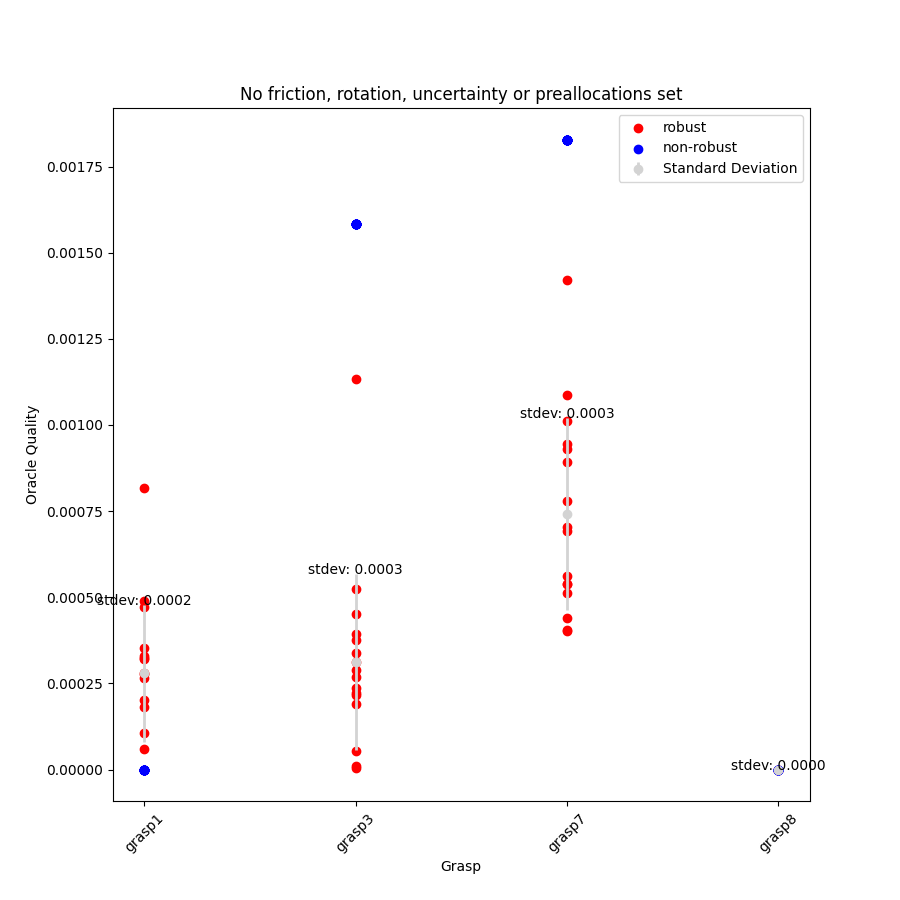 No friction, rotation, uncertainty or preallocations set
robust
non-robust
Standard Deviation
0.00175
0.00150
0.00125
0.00100
0.00075
0.00050
0.00025
0.00000
Oracle Quality
stdev: 0.0002
stdev: 0.0003
stdev: 0.0003
stdev: 0.0000
grasp1
grasp3
grasp7
grasp8
Grasp